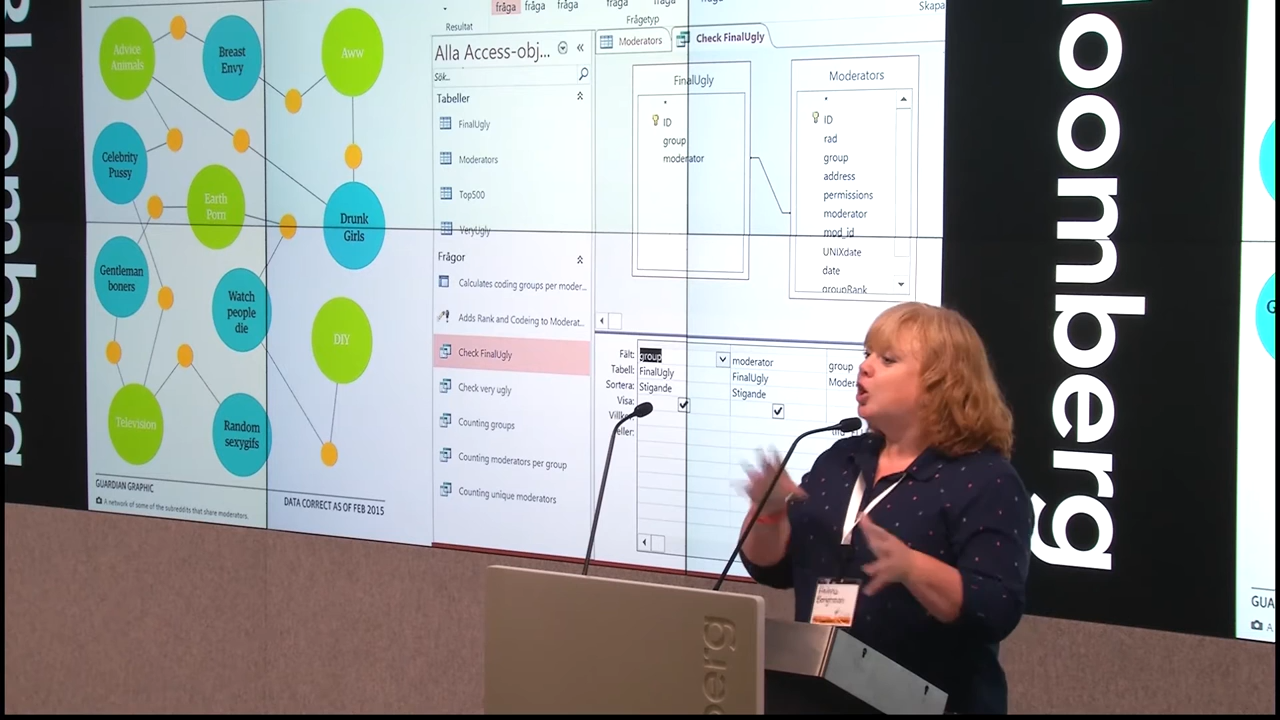 loomberg
Advice
Animals
Breast
Envy
Aww
Celebrity
Pussy
Earth
Porn
Drunk
Girls
Gentleman
boners
Watch
people
die
DIY
Television
Random
sexygifs
GUARDIAN GRAPHIC
A network of some of the subreddits that share moderators.
DATA CORRECT AS OF FEB 2015
Resultat
fråga
fråga
fråga
fråga
Frågetyp
Skapa
Alla Access-obj... «
Sök..
Tabeller
FinalUgly
Moderators
Top500
VeryUgly
Frågor
Calculates coding groups per moder...
Adds Rank and Codeing to Moderat...
Check FinalUgly
Check very ugly
Counting groups
Counting moderators per group
Counting unique moderators
Moderators
Check FinalUgly
FinalUgly
*
ID
group
moderator
Moderators
*
ID
rad
group
address
permissions
moderator
mod_id
UNIXdate
date
groupRank
Fält: group moderator group
Tabell: FinalUgly FinalUgly Moder
Sortera: Stigande Stigande
Visa:
Villk
eller:
loomberg
Bergmman
berg
GUA
A
G